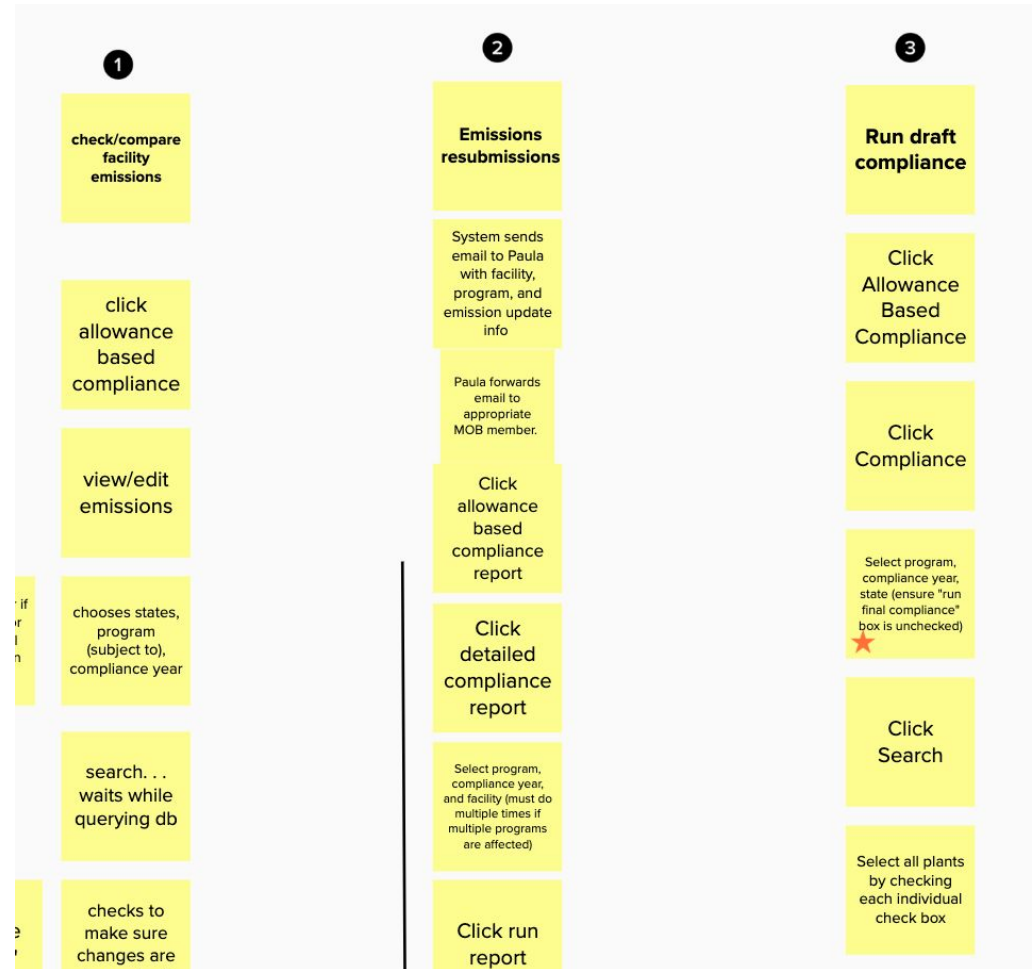 1
check/compare
facility
emissions
click
allowance
based
compliance
view/edit
emissions
chooses states,
program
(subject to),
compliance year
search. . .
waits while
querying db
checks to
make sure
changes are
if
n
2
Emissions
resubmissions
System sends
email to Paula
with facility,
program, and
emission update
info
Paula forwards
email to
appropriate
MOB member.
Click
allowance
based
compliance
report
Click
detailed
compliance
report
Select program,
compliance year,
and facility (must do
multiple times if
multiple programs
are affected)
Click run
report
3
Run draft
compliance
Click
Allowance
Based
Compliance
Click
Compliance
Select program,
compliance year,
state (ensure "run
final compliance"
box is unchecked)
Click
Search
Select all plants
by checking
each individual
check box